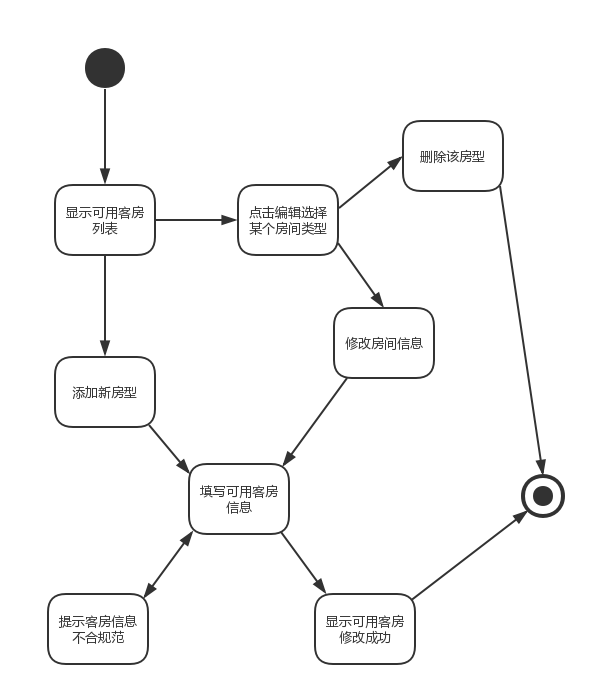 删除该房型
显示可用客房
列表
点击编辑选择
某个房间类型
修改房间信息
添加新房型
填写可用客房
信息
提示客房信息
不合规范
显示可用客房
修改成功